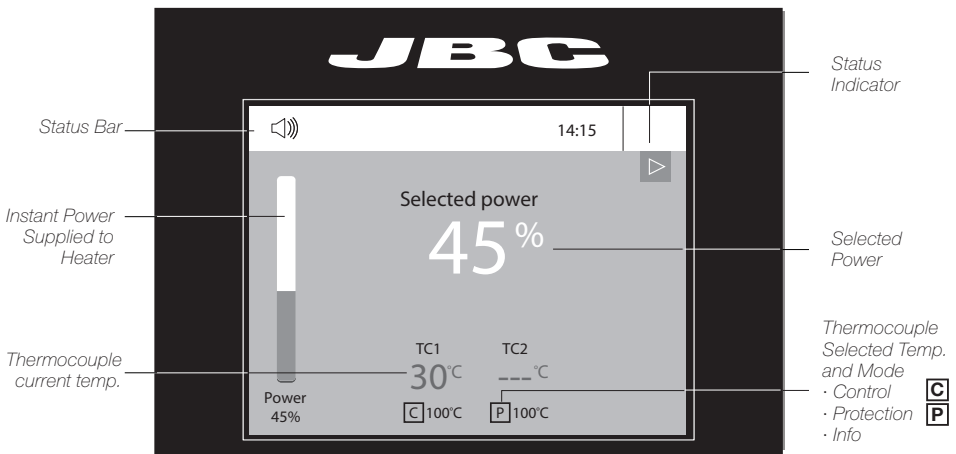 JBC
Status
Indicator
Status Bar
14:15
Instant Power
Supplied to
Heater
Selected power
45%
Selected
Power
Thermocouple
current temp.
TC1 TC2
30°C ---°C
Power
45%
C 100°C P 100°C
Thermocouple
Selected Temp.
and Mode
· Control C
· Protection P
· Info